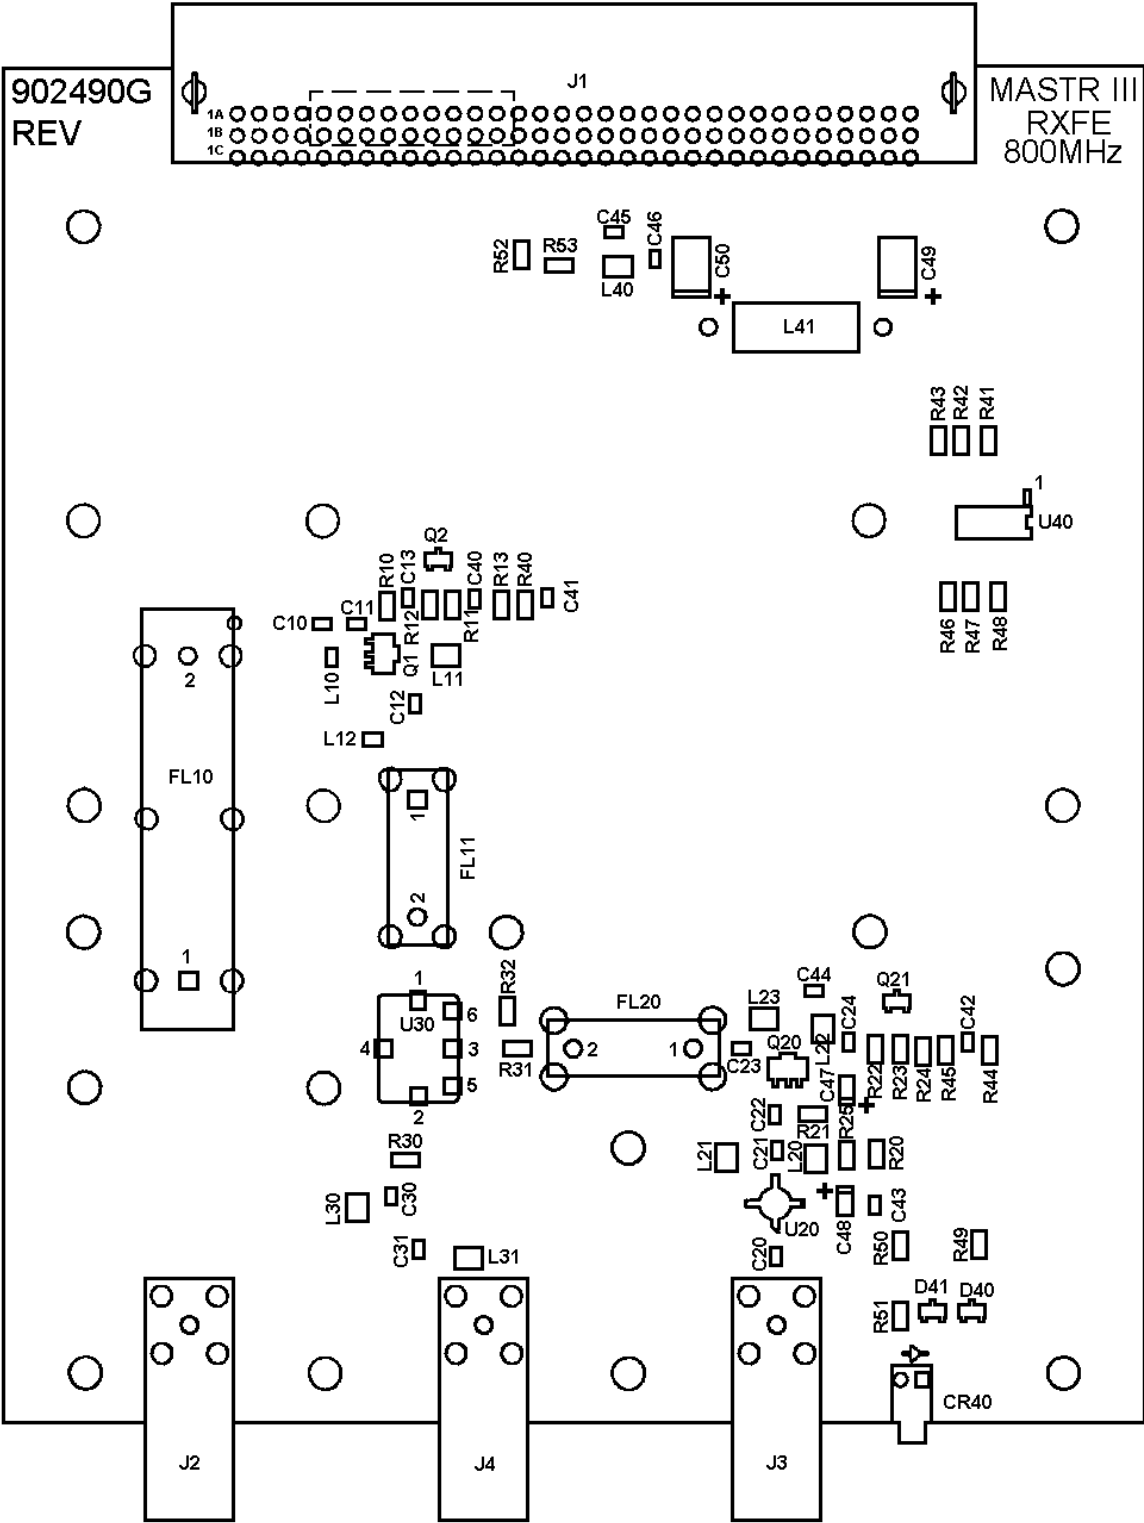 J1
902490G
REV
MASTR III
RXFE
800MHz
1A
1B
1C
C45
C46
R52
R53
L40
C50
C49
+
+
L41
R43
R42
R41
1
U40
Q2
R10
C13
C40
R13
R40
C41
C10
C11
R12
R11
R46
R47
R48
2
L10
Q1
L11
C12
L12
FL10
1
FL11
2
1
1
U30
6
4
3
5
2
R32
R31
FL20
2
1
C44
Q21
L23
C24
C42
Q20
L22
C23
C47
R22
R23
R24
R45
R44
+
C22
R21
R25
R30
L21
C21
L20
R20
L30
C30
+
U20
C48
C43
C31
L31
C20
R50
R49
D41
D40
R51
CR40
J2
J4
J3